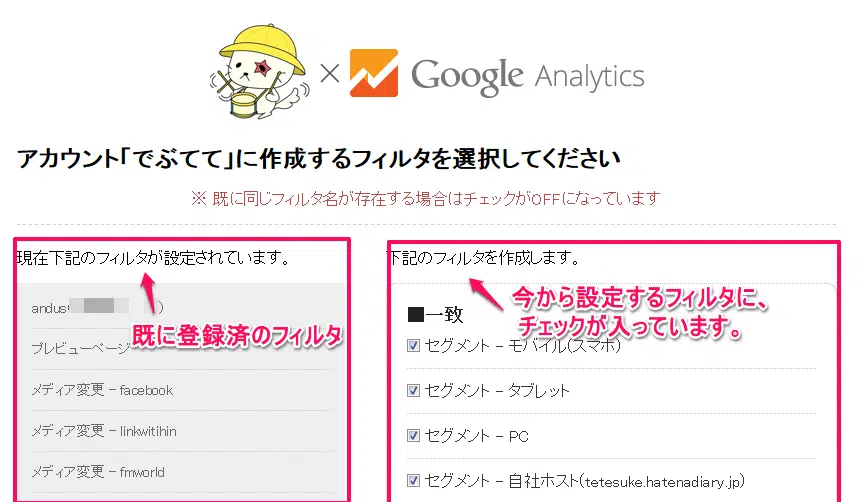 × Google Analytics
アカウント「でぶてて」に作成するフィルタを選択してください
※ 既に同じフィルタ名が存在する場合はチェックがOFFになっています
現在下記のフィルタが設定されています。
andus
既に登録済のフィルタ
プレビューページ
メディア変更 - facebook
メディア変更 - linkwitihin
メディア変更 - fmworld
下記のフィルタを作成します。
今から設定するフィルタに、
チェックが入っています。
■一致
セグメント - モバイル(スマホ)
セグメント - タブレット
セグメント - PC
セグメント - 自社ホスト(tetesuke.hatenadiary.jp)